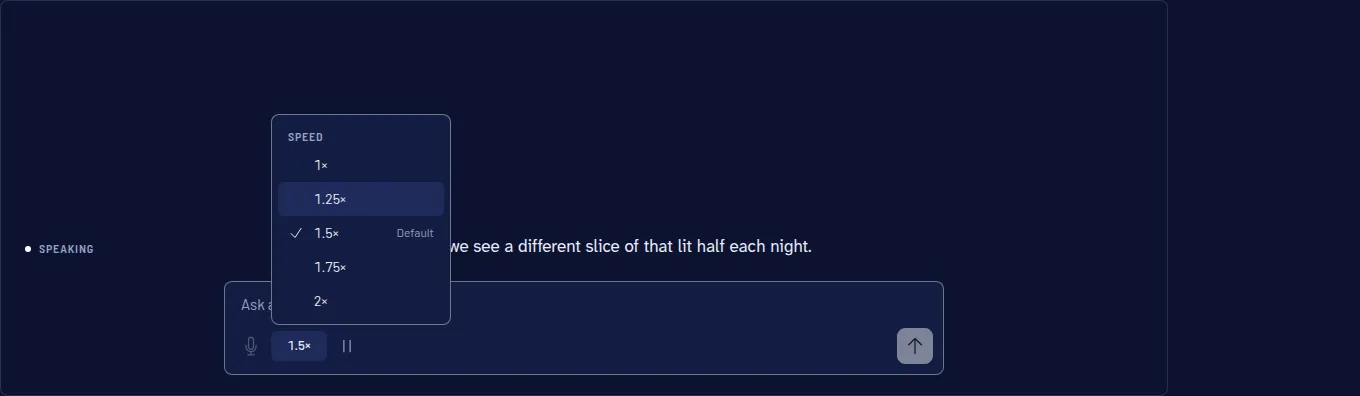 SPEED
1×
1.25×
1.5× Default
1.75×
2×
SPEAKING
we see a different slice of that lit half each night.
Ask
1.5×